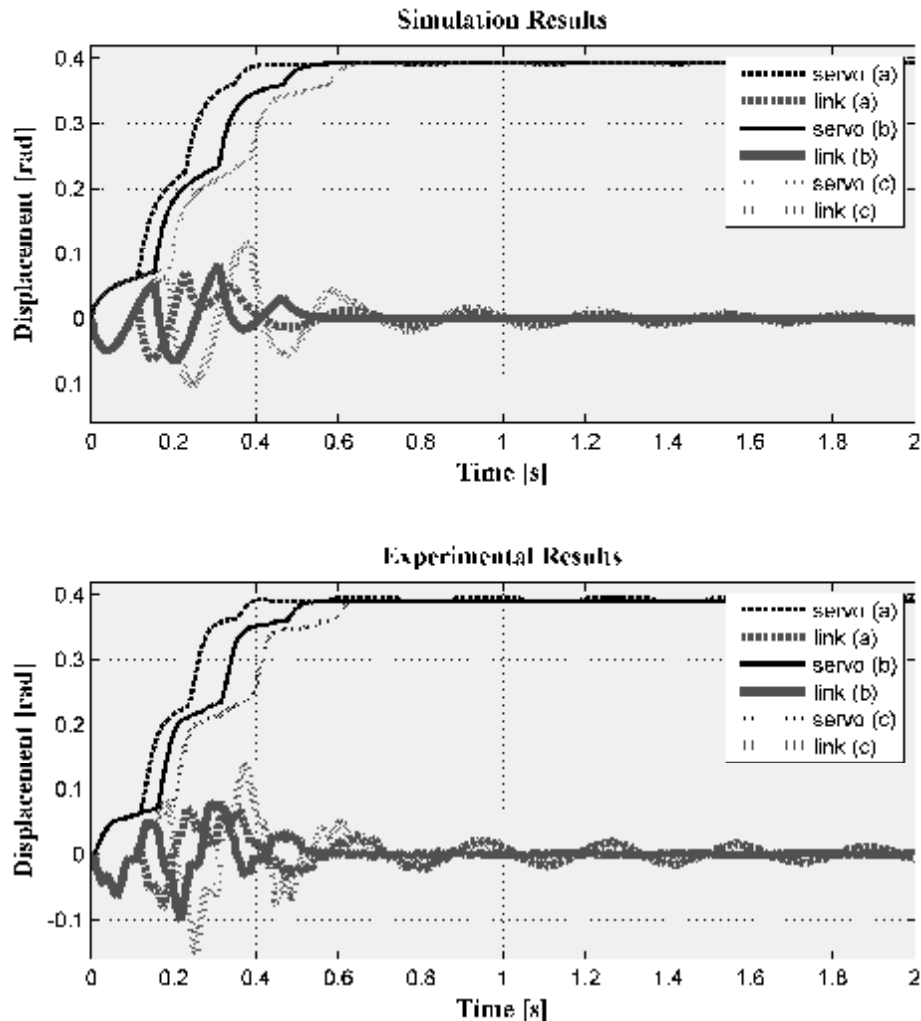 Simulation Results
0.4
0.3
0.2
0.1
0
0.1
Displacement [rad]
servo (a)
link (a)
servo (b)
link (b)
servo (c)
link (c)
0 0.2 0.4 0.6 0.8 1 1.2 1.4 1.6 1.8 2
Time [s]
Experimental Results
0.4
0.3
0.2
0.1
0
-0.1
Displacement [rad]
servo (a)
link (a)
servo (b)
link (b)
servo (c)
link (c)
0 0.2 0.4 0.6 0.8 1 1.2 1.4 1.6 1.8 2
Time [s]